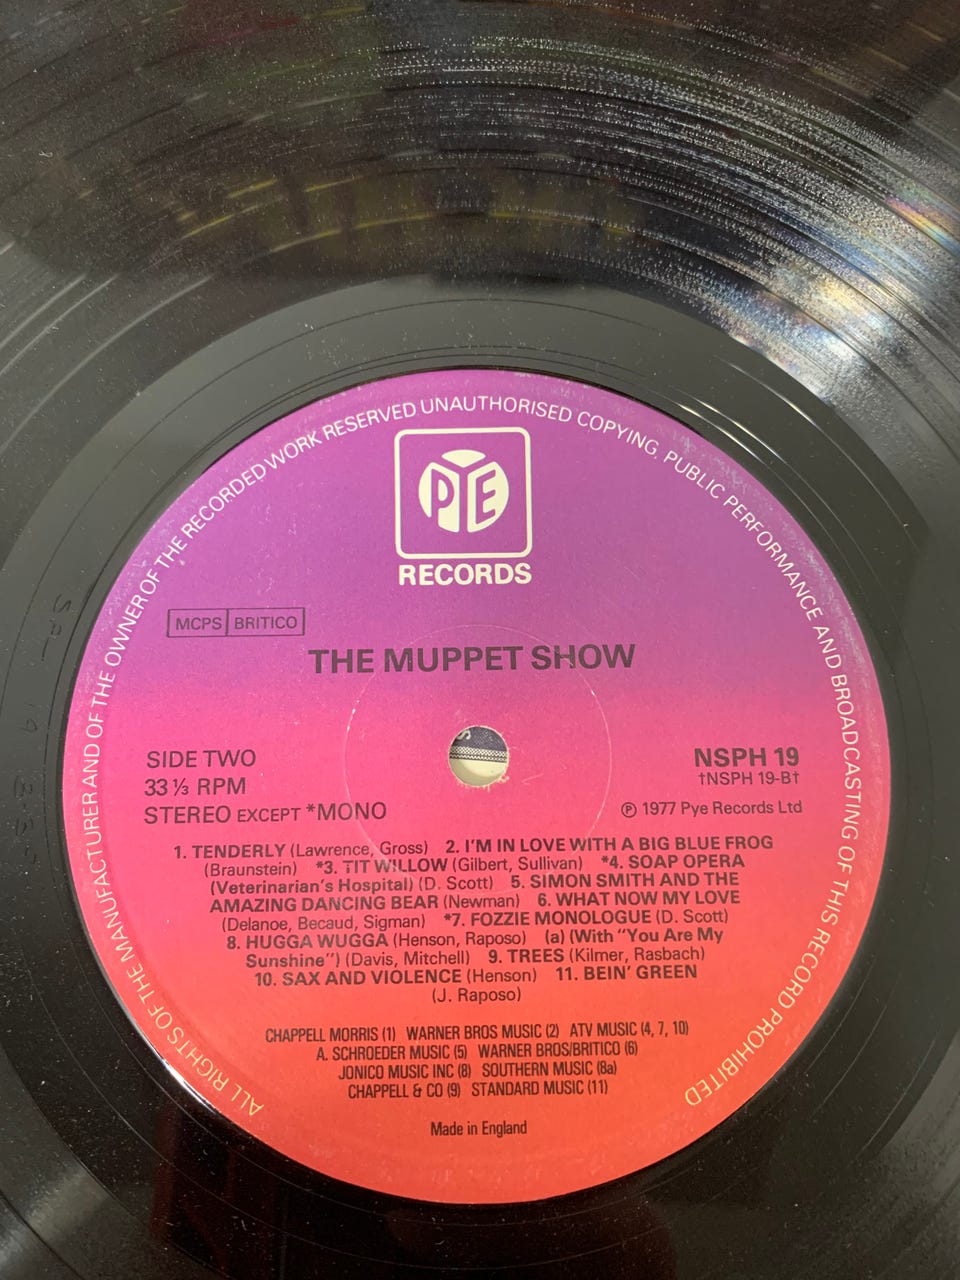 ALL RIGHTS OF THE MANUFACTURER AND OF THE OWNER OF THE RECORDED WORK RESERVED UNAUTHORISED COPYING. PUBLIC PERFORMANCE AND BROADCASTING OF THIS RECORD PROHIBITED
PYE
RECORDS
MCPS BRITICO
THE MUPPET SHOW
SIDE TWO
33 ⅓ RPM
STEREO EXCEPT *MONO
NSPH 19
†NSPH 19-B†
℗ 1977 Pye Records Ltd
1. TENDERLY (Lawrence, Gross) 2. I'M IN LOVE WITH A BIG BLUE FROG
(Braunstein) *3. TIT WILLOW (Gilbert, Sullivan) *4. SOAP OPERA
(Veterinarian's Hospital) (D. Scott) 5. SIMON SMITH AND THE
AMAZING DANCING BEAR (Newman) 6. WHAT NOW MY LOVE
(Delanoe, Becaud, Sigman) *7. FOZZIE MONOLOGUE (D. Scott)
8. HUGGA WUGGA (Henson, Raposo) (a) (With "You Are My
Sunshine") (Davis, Mitchell) 9. TREES (Kilmer, Rasbach)
10. SAX AND VIOLENCE (Henson) 11. BEIN' GREEN
(J. Raposo)
CHAPPELL MORRIS (1) WARNER BROS MUSIC (2) ATV MUSIC (4, 7, 10)
A. SCHROEDER MUSIC (5) WARNER BROS/BRITICO (6)
JONICO MUSIC INC (8) SOUTHERN MUSIC (8a)
CHAPPELL & CO (9) STANDARD MUSIC (11)
Made in England